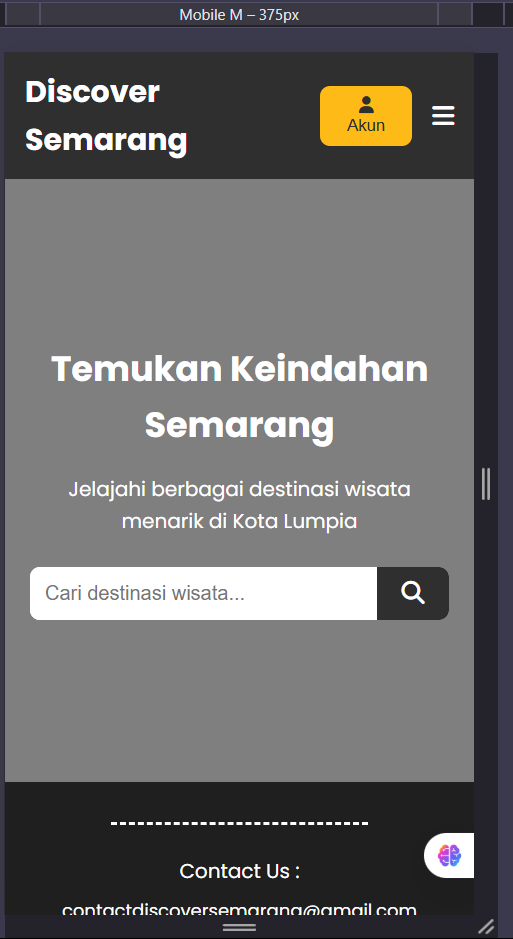 Mobile M – 375px
Discover
Semarang
Akun
Temukan Keindahan
Semarang
Jelajahi berbagai destinasi wisata
menarik di Kota Lumpia
Cari destinasi wisata...
Contact Us :
contactdiscoversemarang@gmail.com